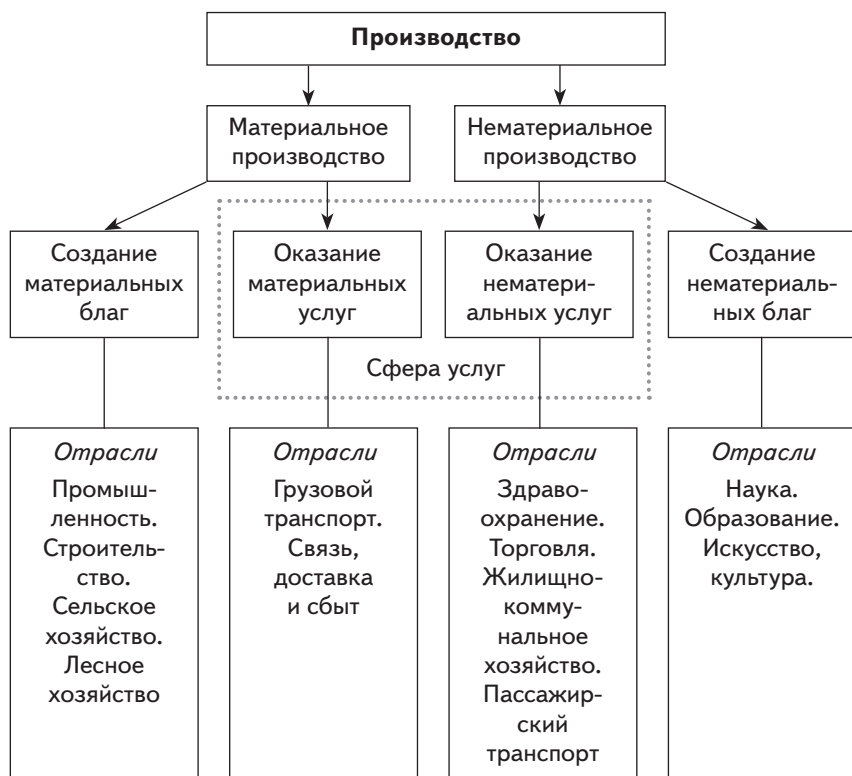 Производство
Материальное
производство
Нематериальное
производство
Создание
материальных
благ
Оказание
материальных
услуг
Оказание
нематери-
альных услуг
Создание
нематериаль-
ных благ
Сфера услуг
Отрасли
Промыш-
ленность.
Строитель-
ство.
Сельское
хозяйство.
Лесное
хозяйство
Отрасли
Грузовой
транспорт.
Связь,
доставка
и сбыт
Отрасли
Здраво-
охранение.
Торговля.
Жилищно-
комму-
нальное
хозяйство.
Пассажир-
ский
транспорт
Отрасли
Наука.
Образование.
Искусство,
культура.